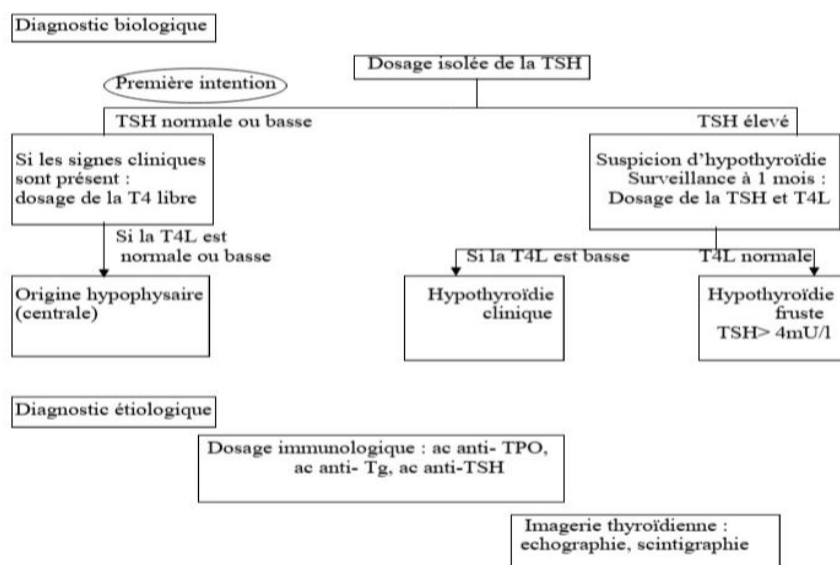 Diagnostic biologique
Dosage isolée de la TSH
Première intention
TSH normale ou basse
TSH élevé
Si les signes cliniques
sont présent :
dosage de la T4 libre
Suspicion d'hypothyroïdie
Surveillance à 1 mois :
Dosage de la TSH et T4L
Si la T4L est
normale ou basse
Si la T4L est basse
T4L normale
Origine hypophysaire
(centrale)
Hypothyroïdie
clinique
Hypothyroïdie
fruste
TSH> 4mU/l
Diagnostic étiologique
Dosage immunologique : ac anti- TPO,
ac anti- Tg, ac anti-TSH
Imagerie thyroïdienne :
echographie, scintigraphie